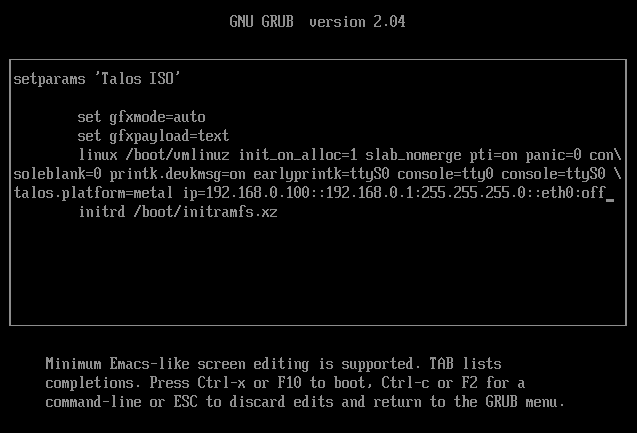 GNU GRUB  version 2.04
setparams 'Talos ISO'
set gfxmode=auto
set gfxpayload=text
linux /boot/vmlinuz init_on_alloc=1 slab_nomerge pti=on panic=0 con\
soleblank=0 printk.devkmsg=on earlyprintk=ttyS0 console=tty0 console=ttyS0 \
talos.platform=metal ip=192.168.0.100::192.168.0.1:255.255.255.0::eth0:off_
initrd /boot/initramfs.xz
Minimum Emacs-like screen editing is supported. TAB lists
completions. Press Ctrl-x or F10 to boot, Ctrl-c or F2 for a
command-line or ESC to discard edits and return to the GRUB menu.